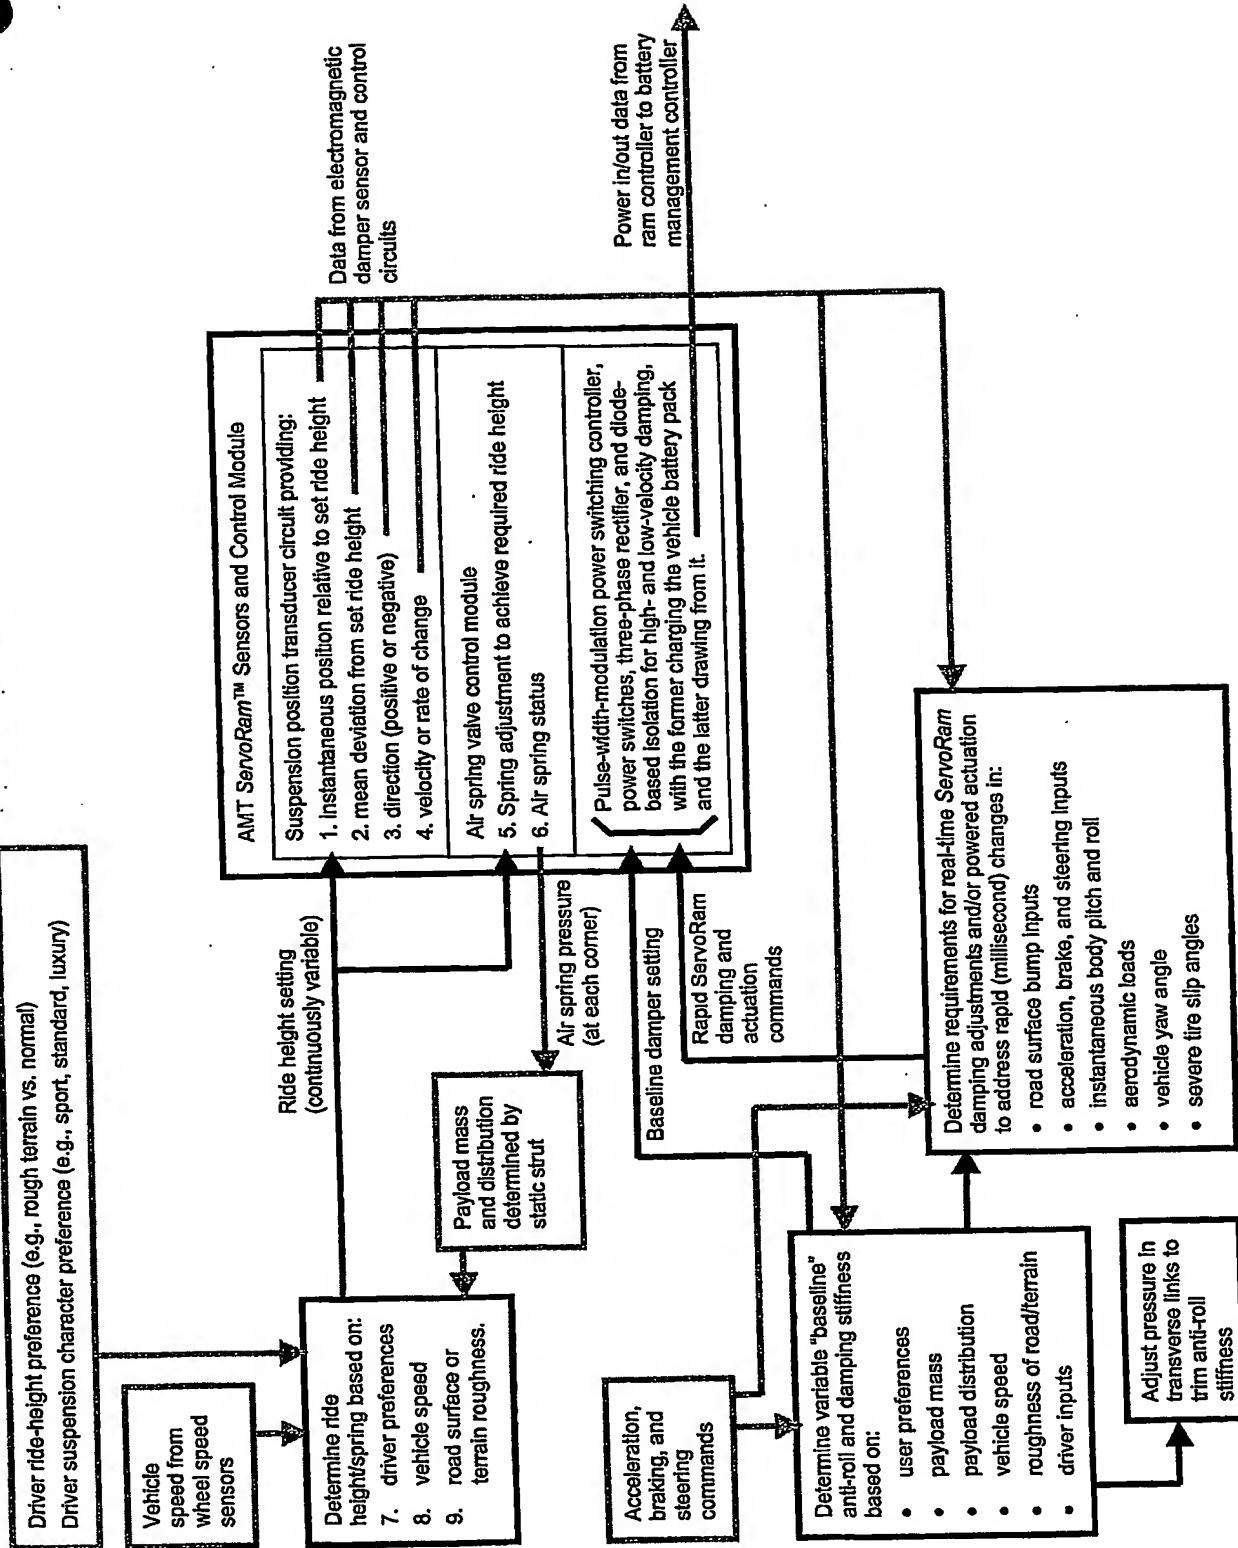 Driver ride-height preference (e.g., rough terrain vs. normal)
Driver suspension character preference (e.g., sport, standard, luxury)
Vehicle
speed from
wheel speed
sensors
Determine ride
height/spring based on:
7. driver preferences
8. vehicle speed
9. road surface or
terrain roughness.
Ride height setting
(continuously variable)
Payload mass
and distribution
determined by
static strut
Air spring pressure
(at each corner)
AMT ServoRam™ Sensors and Control Module
Suspension position transducer circuit providing:
1. Instantaneous position relative to set ride height
2. mean deviation from set ride height
3. direction (positive or negative)
4. velocity or rate of change
Air spring valve control module
5. Spring adjustment to achieve required ride height
6. Air spring status
Pulse-width-modulation power switching controller,
power switches, three-phase rectifier, and diode-
based isolation for high- and low-velocity damping,
with the former charging the vehicle battery pack
and the latter drawing from it.
Data from electromagnetic
damper sensor and control
circuits
Power in/out data from
ram controller to battery
management controller
Acceleration,
braking, and
steering
commands
Baseline damper setting
Rapid ServoRam
damping and
actuation
commands
Determine variable "baseline"
anti-roll and damping stiffness
based on:
• user preferences
• payload mass
• payload distribution
• vehicle speed
• roughness of road/terrain
• driver inputs
Determine requirements for real-time ServoRam
damping adjustments and/or powered actuation
to address rapid (millisecond) changes in:
• road surface bump inputs
• acceleration, brake, and steering inputs
• instantaneous body pitch and roll
• aerodynamic loads
• vehicle yaw angle
• severe tire slip angles
Adjust pressure in
transverse links to
trim anti-roll
stiffness